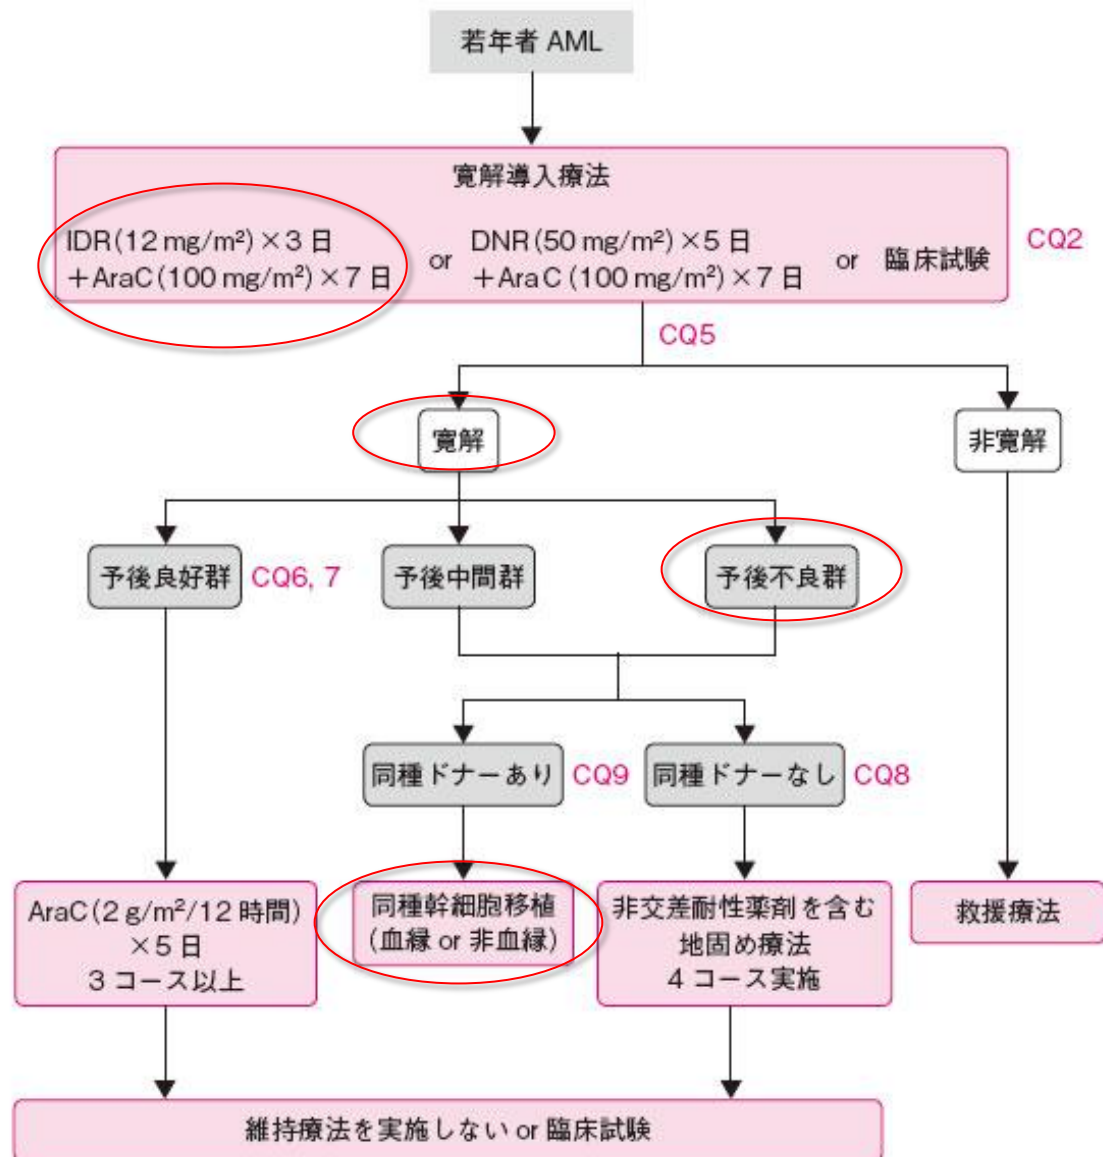 若年者 AML
寛解導入療法
IDR(12 mg/m²)×3 日
+AraC(100 mg/m²)×7 日
or
DNR(50 mg/m²)×5 日
+AraC(100 mg/m²)×7 日
or 臨床試験
CQ2
CQ5
寛解
非寛解
予後良好群
CQ6, 7
予後中間群
予後不良群
同種ドナーあり
CQ9
同種ドナーなし
CQ8
AraC(2 g/m²/12 時間)
×5 日
3 コース以上
同種幹細胞移植
(血縁 or 非血縁)
非交差耐性薬剤を含む
地固め療法
4 コース実施
救援療法
維持療法を実施しない or 臨床試験